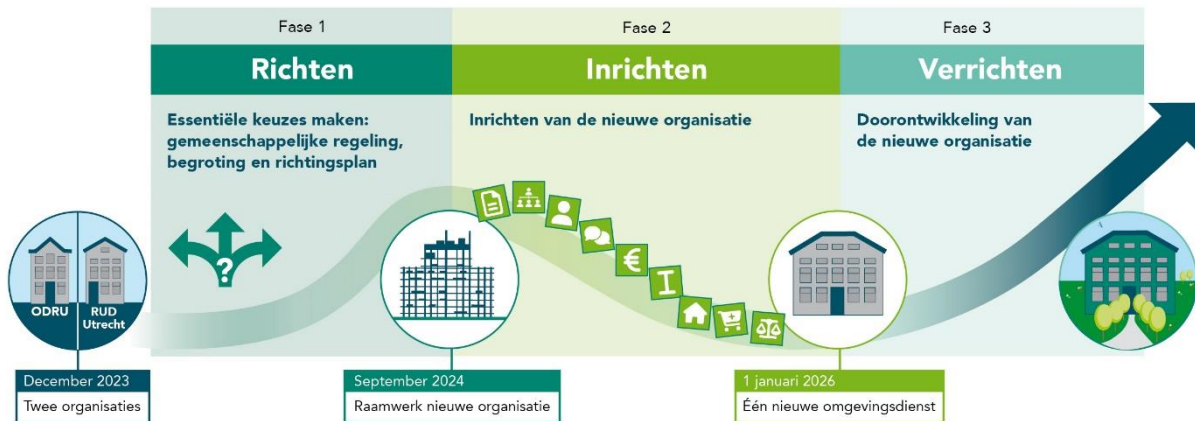 Fase 1
Richten
Essentiële keuzes maken:
gemeenschappelijke regeling,
begroting en richtingsplan
Fase 2
Inrichten
Inrichten van de nieuwe organisatie
Fase 3
Verrichten
Doorontwikkeling van
de nieuwe organisatie
?
€
ODRU
RUD
Utrecht
December 2023
Twee organisaties
September 2024
Raamwerk nieuwe organisatie
1 januari 2026
Één nieuwe omgevingsdienst